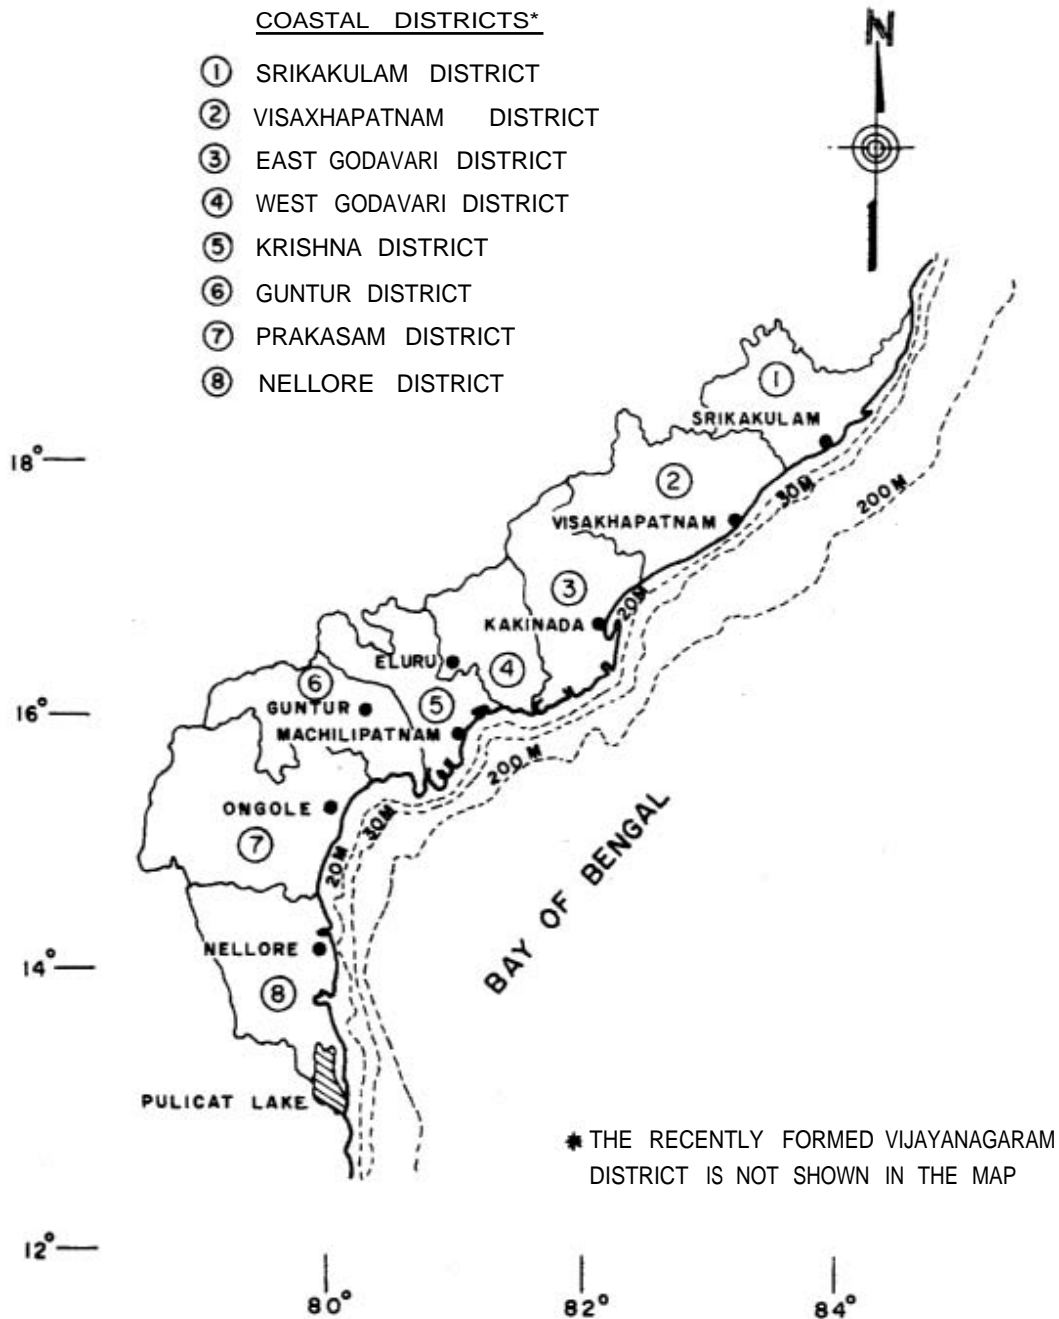 COASTAL DISTRICTS*
N
1 SRIKAKULAM DISTRICT
2 VISAXHAPATNAM DISTRICT
3 EAST GODAVARI DISTRICT
4 WEST GODAVARI DISTRICT
5 KRISHNA DISTRICT
6 GUNTUR DISTRICT
7 PRAKASAM DISTRICT
8 NELLORE DISTRICT
1
SRIKAKULAM
18°
2
30M
200M
VISAKHAPATNAM
3
20M
KAKINADA
ELURU
4
6
5
16°
GUNTUR
MACHILIPATNAM
200M
ONGOLE
30M
7
20M
BAY OF BENGAL
NELLORE
14°
8
PULICAT LAKE
* THE RECENTLY FORMED VIJAYANAGARAM
DISTRICT IS NOT SHOWN IN THE MAP
12°
80°
82°
84°